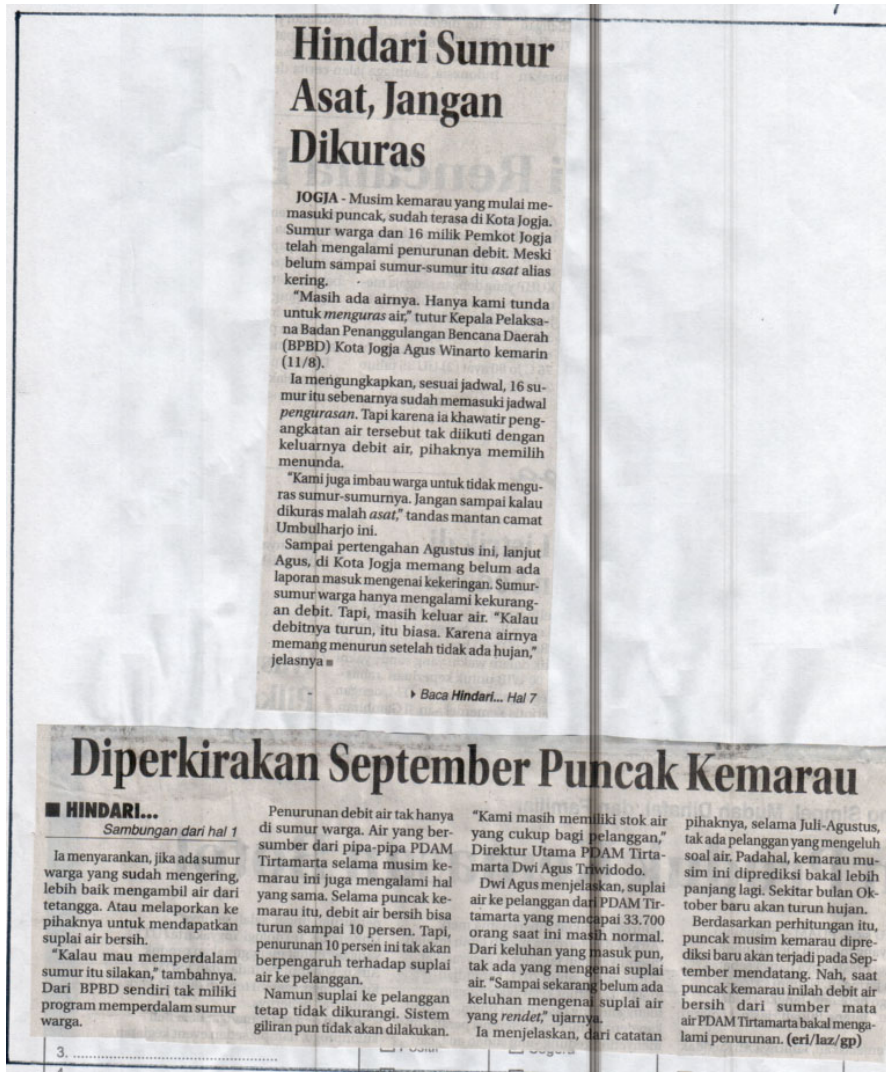 Hindari Sumur
Asat, Jangan
Dikuras
JOGJA - Musim kemarau yang mulai me-
masuki puncak, sudah terasa di Kota Jogja.
Sumur warga dan 16 milik Pemkot Jogja
telah mengalami penurunan debit. Meski
belum sampai sumur-sumur itu asat alias
kering.
"Masih ada airnya. Hanya kami tunda
untuk menguras air," tutur Kepala Pelaksa-
na Badan Penanggulangan Bencana Daerah
(BPBD) Kota Jogja Agus Winarto kemarin
(11/8).
Ia mengungkapkan, sesuai jadwal, 16 su-
mur itu sebenarnya sudah memasuki jadwal
pengurasan. Tapi karena ia khawatir peng-
angkatan air tersebut tak diikuti dengan
keluarnya debit air, pihaknya memilih
menunda.
"Kami juga imbau warga untuk tidak mengu-
ras sumur-sumurnya. Jangan sampai kalau
dikuras malah asat," tandas mantan camat
Umbulharjo ini.
Sampai pertengahan Agustus ini, lanjut
Agus, di Kota Jogja memang belum ada
laporan masuk mengenai kekeringan. Sumur-
sumur warga hanya mengalami kekurang-
an debit. Tapi, masih keluar air. "Kalau
debitnya turun, itu biasa. Karena airnya
memang menurun setelah tidak ada hujan,"
jelasnya ■
▸ Baca Hindari... Hal 7
Diperkirakan September Puncak Kemarau
■ HINDARI...
Sambungan dari hal 1
Ia menyarankan, jika ada sumur
warga yang sudah mengering,
lebih baik mengambil air dari
tetangga. Atau melaporkan ke
pihaknya untuk mendapatkan
suplai air bersih.
"Kalau mau memperdalam
sumur itu silakan," tambahnya.
Dari BPBD sendiri tak miliki
program memperdalam sumur
warga.
Penurunan debit air tak hanya
di sumur warga. Air yang ber-
sumber dari pipa-pipa PDAM
Tirtamarta selama musim ke-
marau ini juga mengalami hal
yang sama. Selama puncak ke-
marau itu, debit air bersih bisa
turun sampai 10 persen. Tapi,
penurunan 10 persen ini tak akan
berpengaruh terhadap suplai
air ke pelanggan.
Namun suplai ke pelanggan
tetap tidak dikurangi. Sistem
giliran pun tidak akan dilakukan.
"Kami masih memiliki stok air
yang cukup bagi pelanggan,"
Direktur Utama PDAM Tirta-
marta Dwi Agus Triwidodo.
Dwi Agus menjelaskan, suplai
air ke pelanggan dari PDAM Tir-
tamarta yang mencapai 33.700
orang saat ini masih normal.
Dari keluhan yang masuk pun,
tak ada yang mengenai suplai
air. "Sampai sekarang belum ada
keluhan mengenai suplai air
yang rendet," ujarnya.
Ia menjelaskan, dari catatan
pihaknya, selama Juli-Agustus,
tak ada pelanggan yang mengeluh
soal air. Padahal, kemarau mu-
sim ini diprediksi bakal lebih
panjang lagi. Sekitar bulan Ok-
tober baru akan turun hujan.
Berdasarkan perhitungan itu,
puncak musim kemarau dipre-
diksi baru akan terjadi pada Sep-
tember mendatang. Nah, saat
puncak kemarau inilah debit air
bersih dari sumber mata
air PDAM Tirtamarta bakal menga-
lami penurunan. (eri/laz/gp)
3. ..........................................